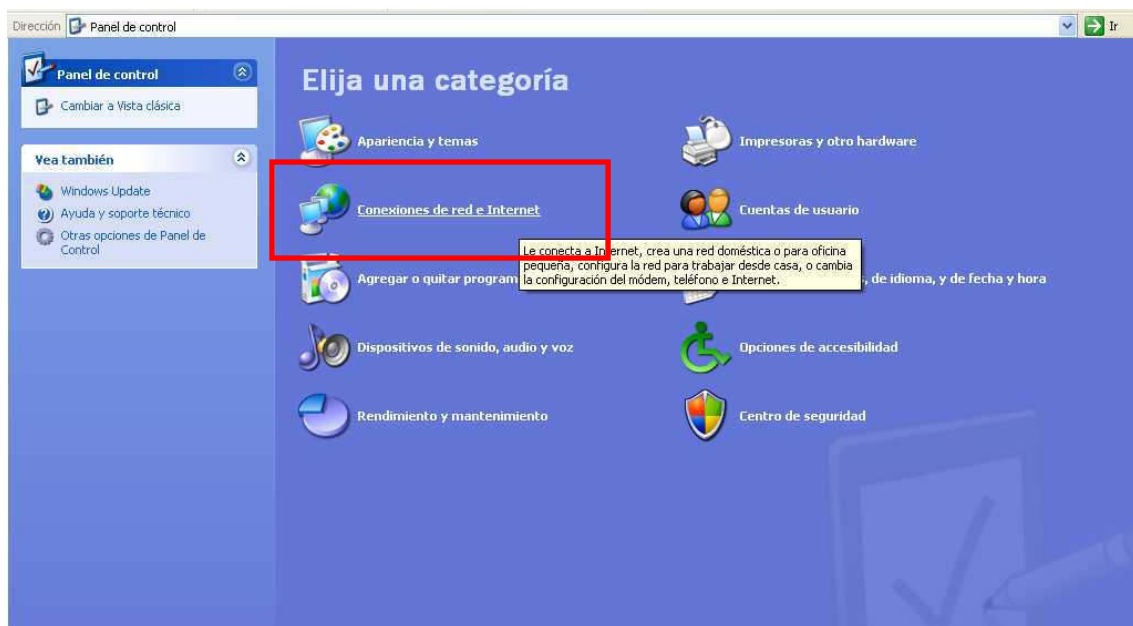 Dirección Panel de control Ir
Panel de control
Cambiar a Vista clásica
Vea también
Windows Update
Ayuda y soporte técnico
Otras opciones de Panel de
Control
Elija una categoría
Apariencia y temas
Impresoras y otro hardware
Conexiones de red e Internet
Cuentas de usuario
Le conecta a Internet, crea una red doméstica o para oficina
pequeña, configura la red para trabajar desde casa, o cambia
la configuración del módem, teléfono e Internet.
Agregar o quitar program
, de idioma, y de fecha y hora
Dispositivos de sonido, audio y voz
Opciones de accesibilidad
Rendimiento y mantenimiento
Centro de seguridad